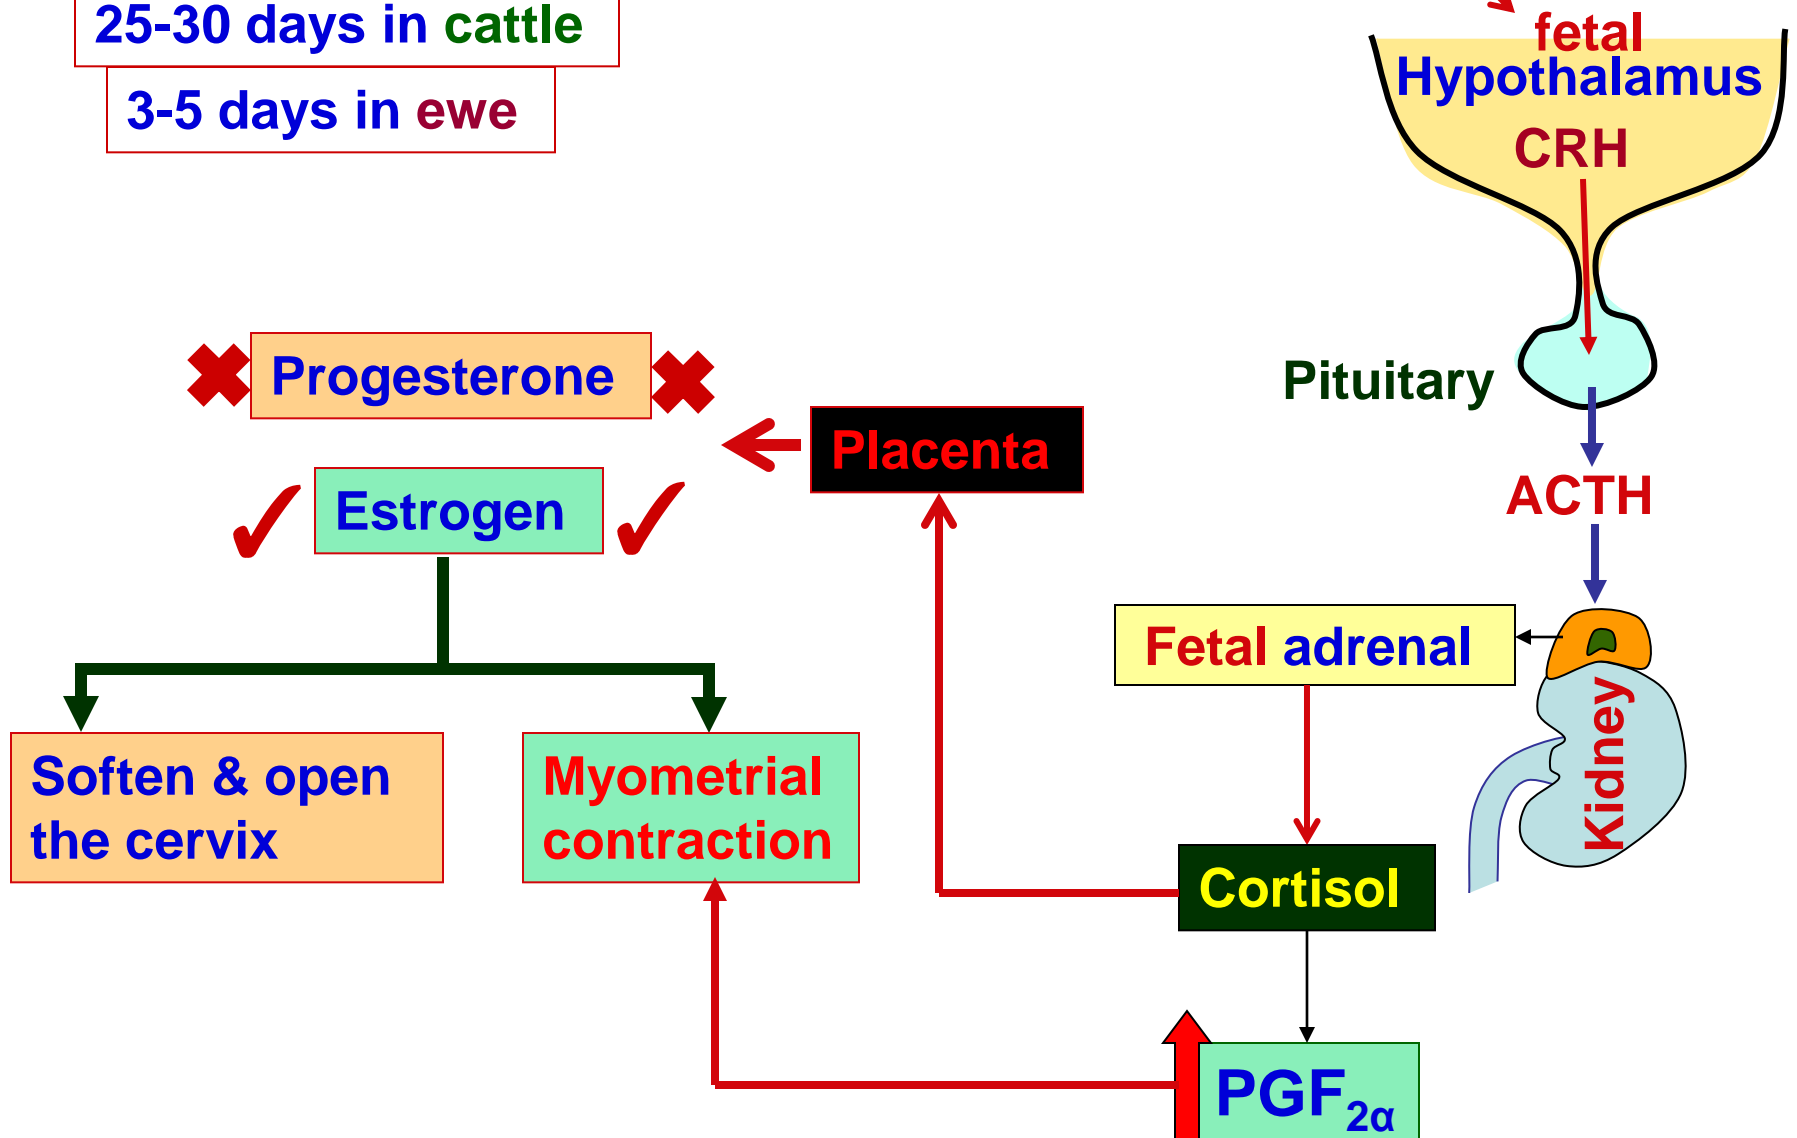 25-30 days in cattle
3-5 days in ewe
fetal
Hypothalamus
CRH
Pituitary
Progesterone
Placenta
Estrogen
ACTH
Fetal adrenal
Kidney
Soften & open
the cervix
Myometrial
contraction
Cortisol
PGF2α